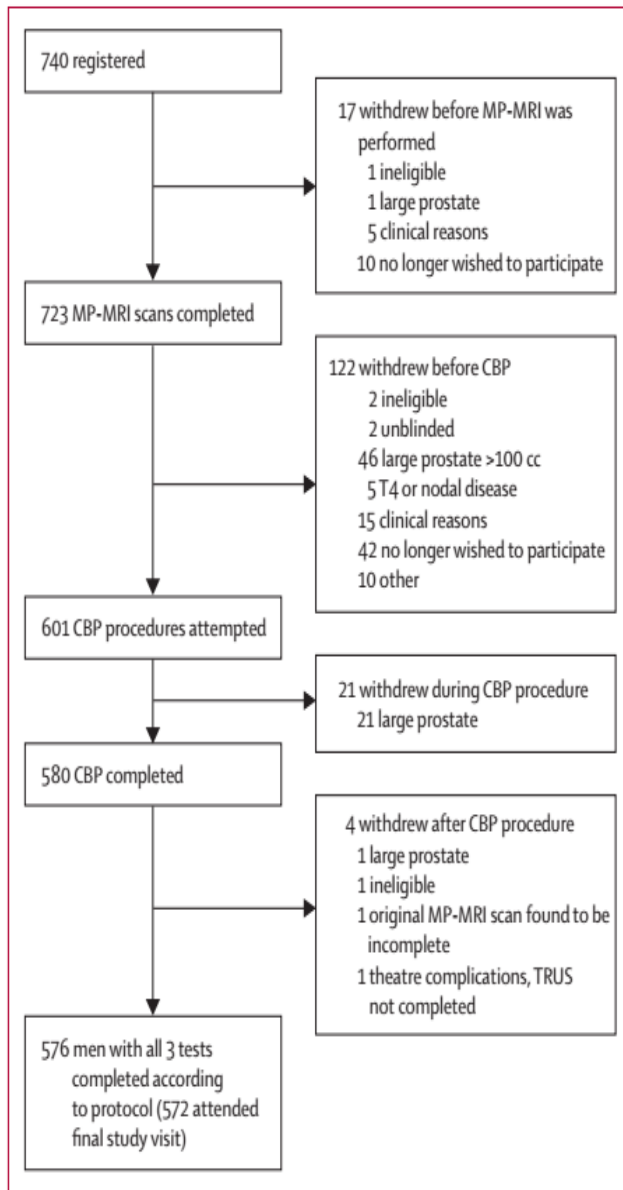 740 registered
17 withdrew before MP-MRI was
performed
1 ineligible
1 large prostate
5 clinical reasons
10 no longer wished to participate
723 MP-MRI scans completed
122 withdrew before CBP
2 ineligible
2 unblinded
46 large prostate >100 cc
5 T4 or nodal disease
15 clinical reasons
42 no longer wished to participate
10 other
601 CBP procedures attempted
21 withdrew during CBP procedure
21 large prostate
580 CBP completed
4 withdrew after CBP procedure
1 large prostate
1 ineligible
1 original MP-MRI scan found to be
incomplete
1 theatre complications, TRUS
not completed
576 men with all 3 tests
completed according
to protocol (572 attended
final study visit)